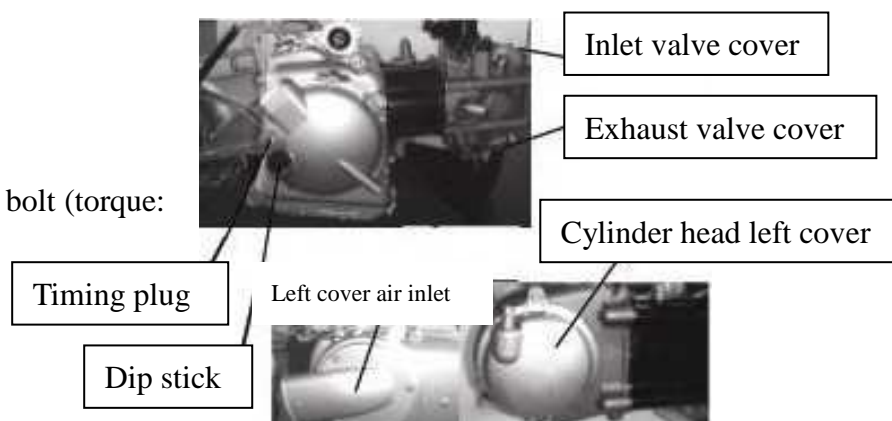 Inlet valve cover
Exhaust valve cover
bolt (torque:
Cylinder head left cover
Timing plug
Left cover air inlet
Dip stick